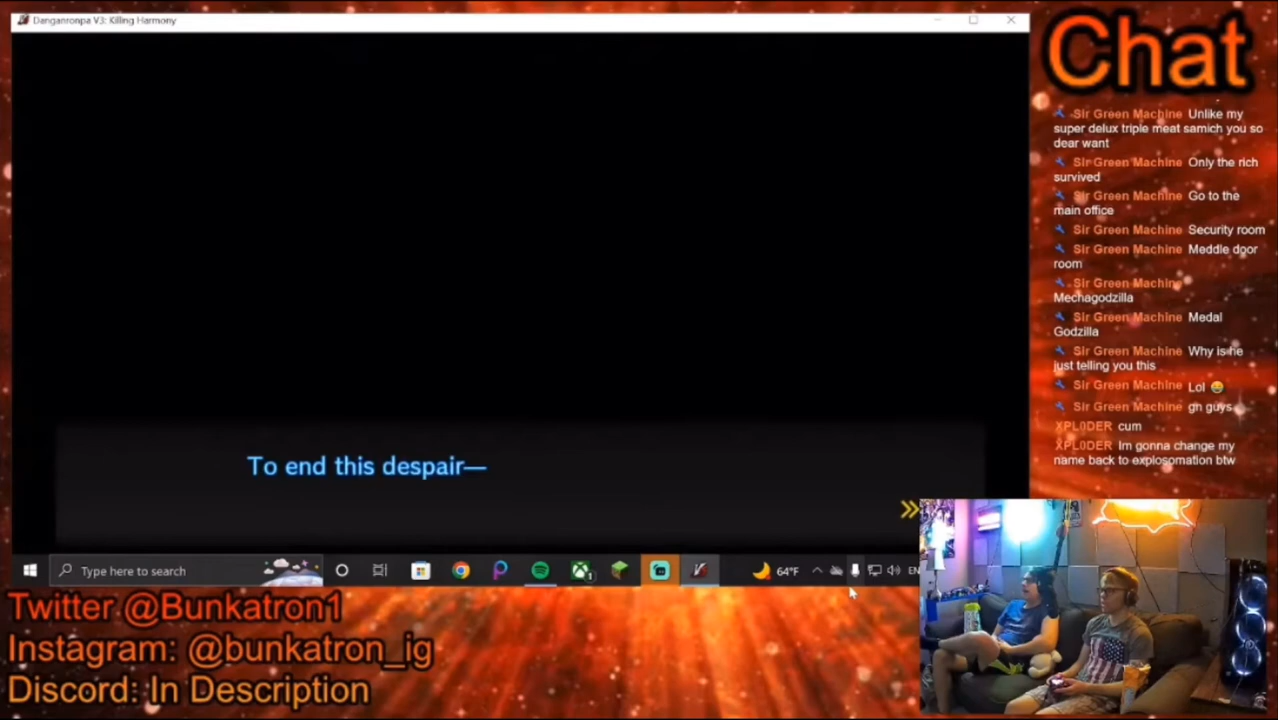 Danganronpa V3: Killing Harmony
To end this despair—
Type here to search
1
64°F
EN
Twitter @Bunkatron1
Instagram: @bunkatron_ig
Discord: In Description
Chat
Sir Green Machine Unlike my
super delux triple meat samich you so
dear want
Sir Green Machine Only the rich
survived
Sir Green Machine Go to the
main office
Sir Green Machine Security room
Sir Green Machine Meddle door
room
Sir Green Machine
Mechagodzilla
Sir Green Machine Medal
Godzilla
Sir Green Machine Why is he
just telling you this
Sir Green Machine Lol 😂
Sir Green Machine gn guys
XPL0DER cum
XPL0DER Im gonna change my
name back to explosomation btw